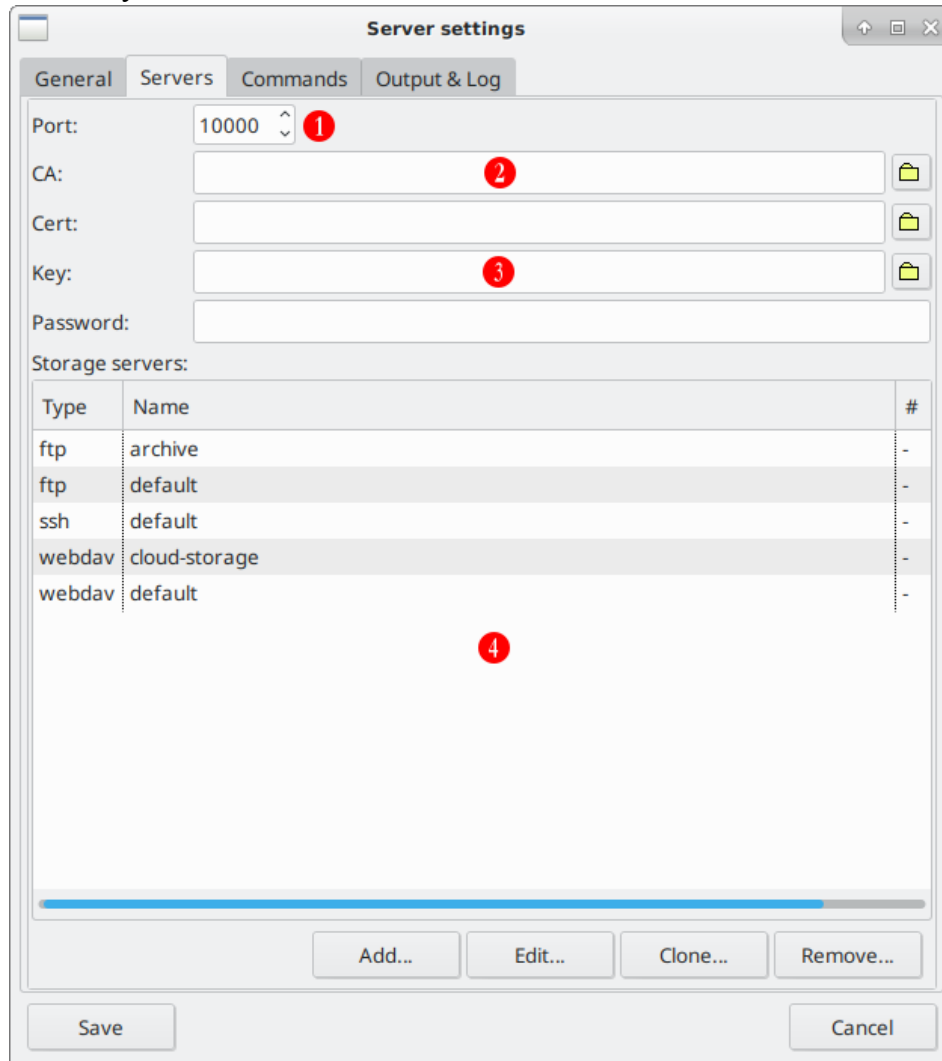 Server settings
General Servers Commands Output & Log
Port: 10000 1
CA: 2
Cert:
Key: 3
Password:
Storage servers:
Type Name #
ftp archive -
ftp default -
ssh default -
webdav cloud-storage -
webdav default -
4
Add... Edit... Clone... Remove...
Save Cancel